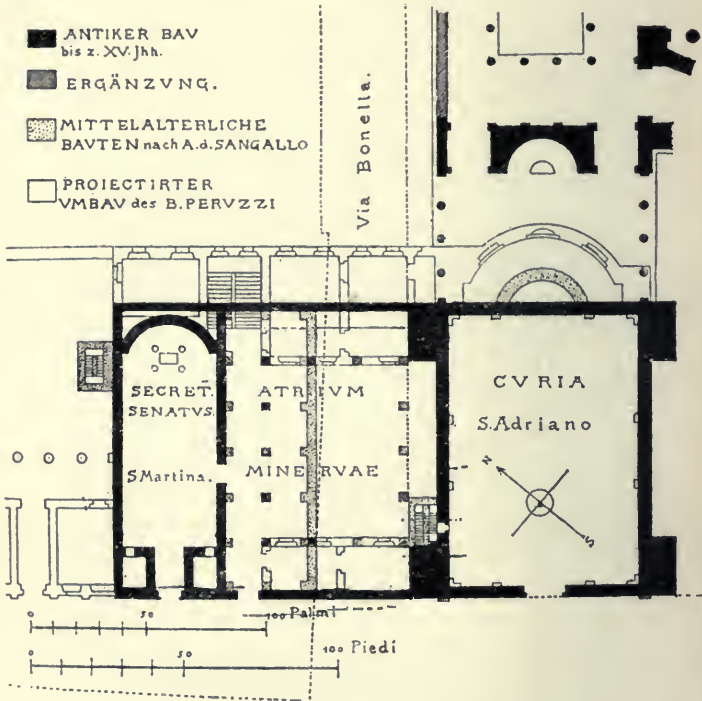 ANTIKER BAV
bis z. XV. Jhh.
ERGÄNZVNG.
MITTELALTERLICHE
BAVTEN nach A.d.SANGALLO
PROIECTIRTER
VMBAV des B. PERVZZI
Via Bonella.
SECRET.
SENATVS.
S.Martina.
ATRIVM
MINERVAE
CVRIA
S.Adriano
N
S
0 50 100 Palmi
0 50 100 Piedi